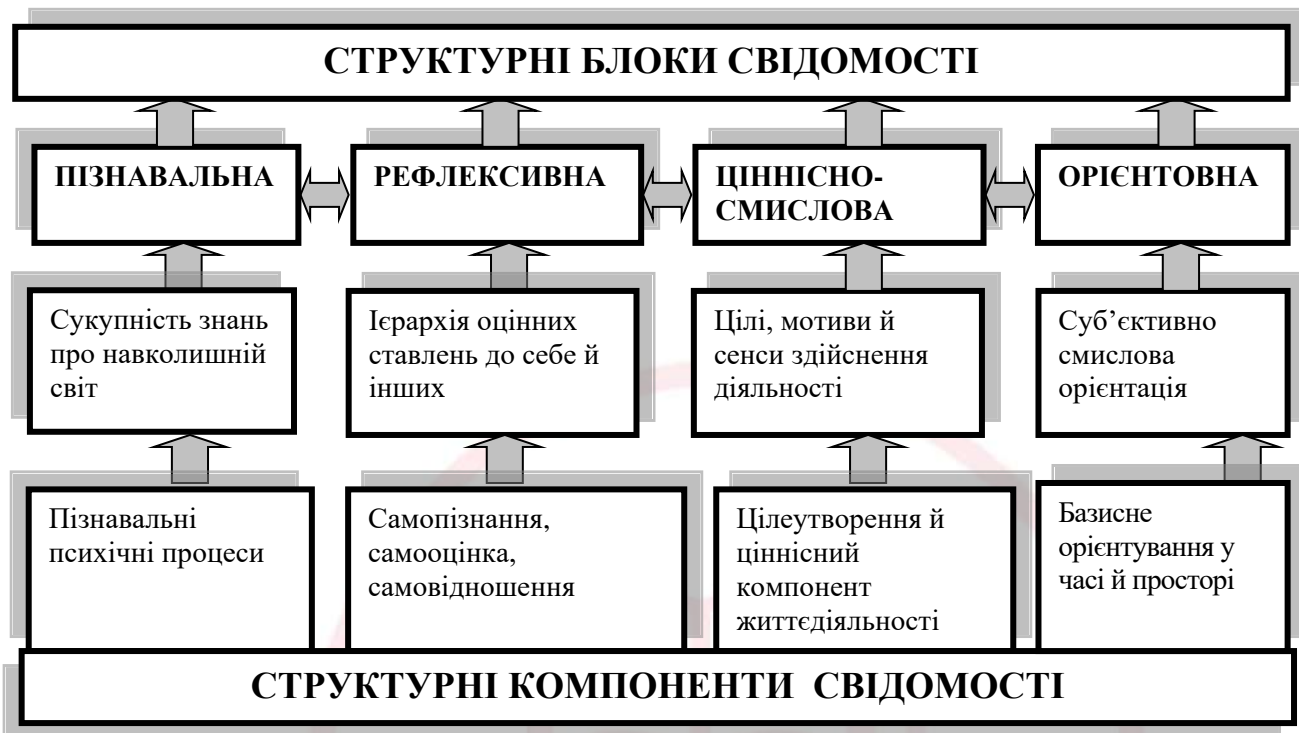 СТРУКТУРНІ БЛОКИ СВІДОМОСТІ
ПІЗНАВАЛЬНА
РЕФЛЕКСИВНА
ЦІННІСНО-
СМИСЛОВА
ОРІЄНТОВНА
Сукупність знань
про навколишній
світ
Ієрархія оцінних
ставлень до себе й
інших
Цілі, мотиви й
сенси здійснення
діяльності
Суб’єктивно
смислова
орієнтація
Пізнавальні
психічні процеси
Самопізнання,
самооцінка,
самовідношення
Цілеутворення й
ціннісний
компонент
життєдіяльності
Базисне
орієнтування у
часі й просторі
СТРУКТУРНІ КОМПОНЕНТИ СВІДОМОСТІ